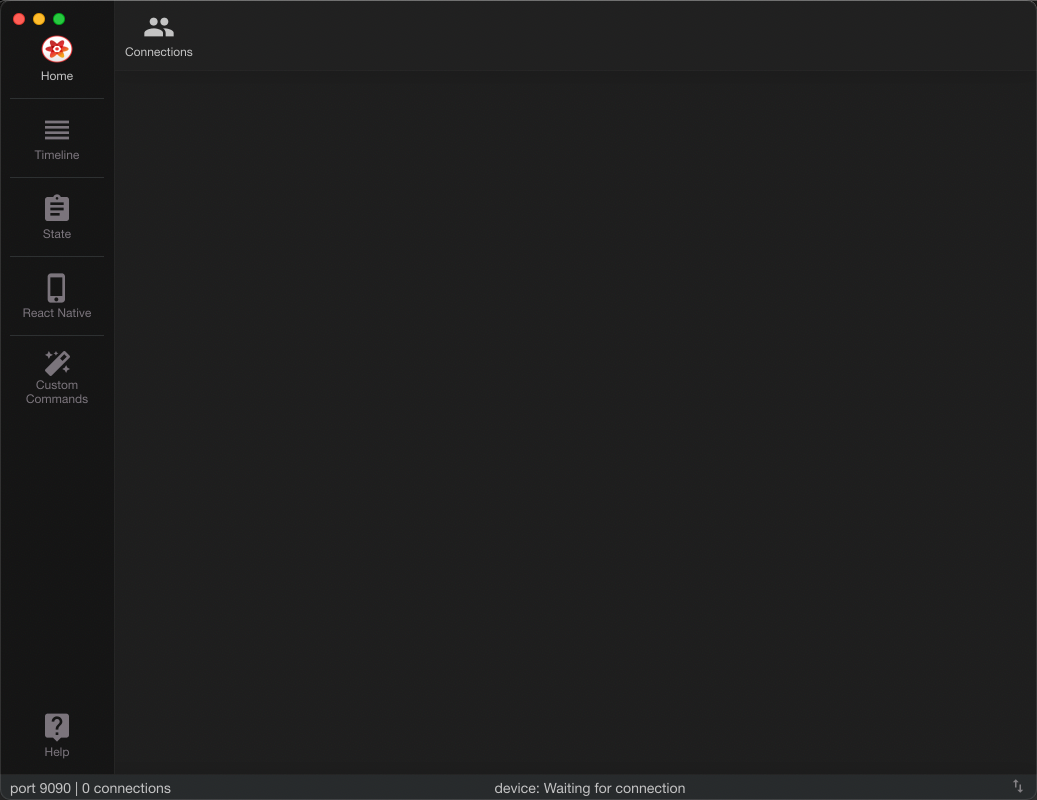 Connections
Home
Timeline
State
React Native
Custom
Commands
Help
port 9090 | 0 connections
device: Waiting for connection